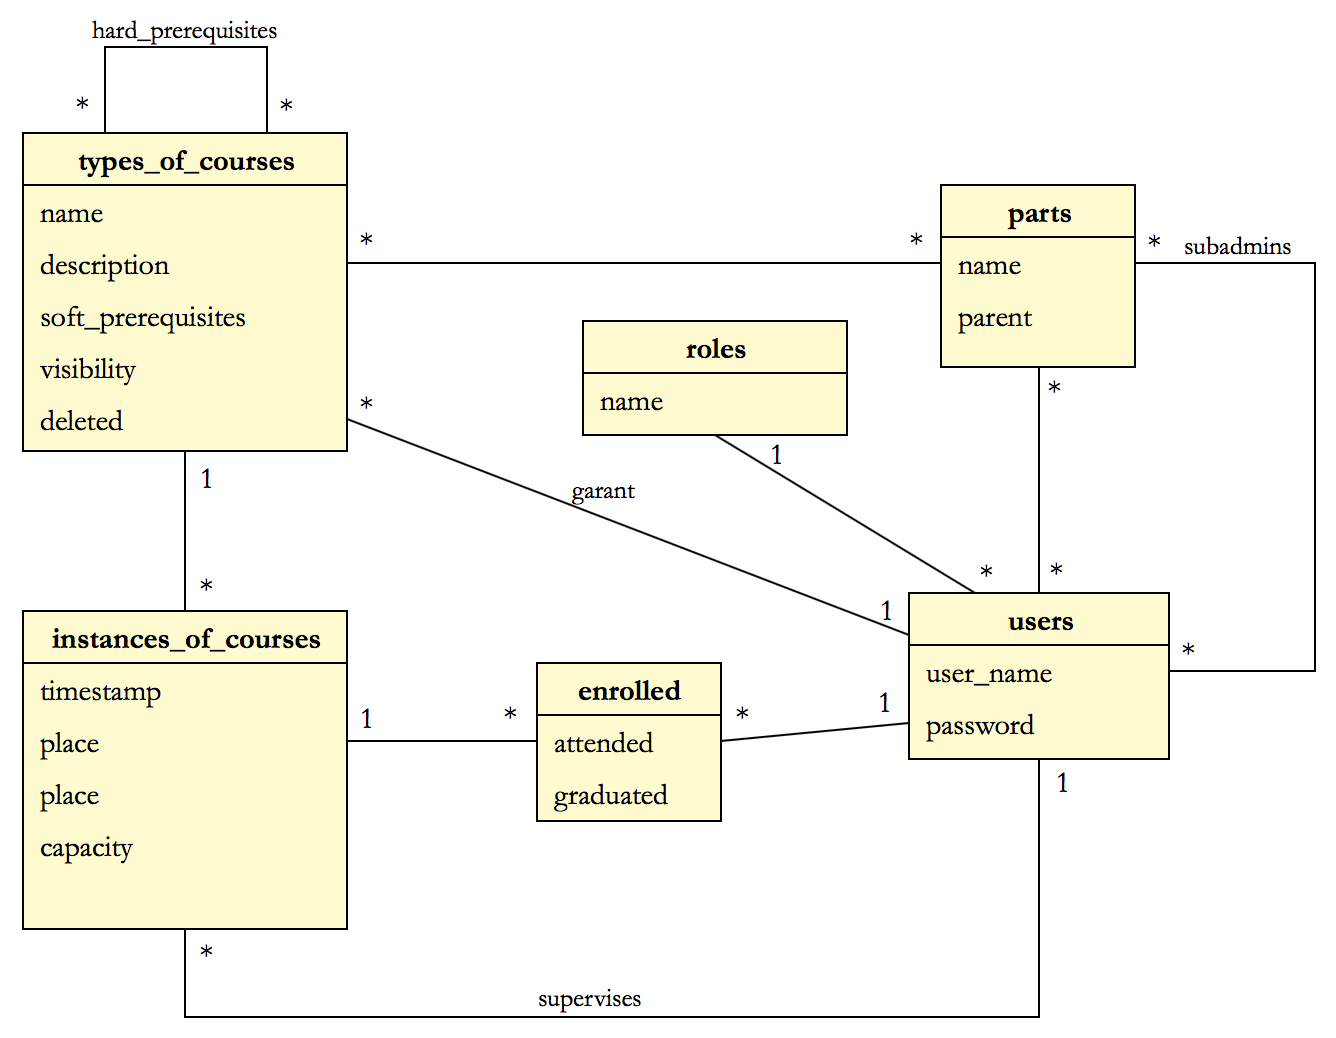 hard_prerequisites
* *
types_of_courses
name
description
soft_prerequisites
visibility
deleted
* *
parts
name
parent
* subadmins
roles
name
*
*
1
garant
1
* *
*
1
users
user_name
password
*
instances_of_courses
timestamp
place
place
capacity
1 *
enrolled
attended
graduated
* 1
1
*
supervises